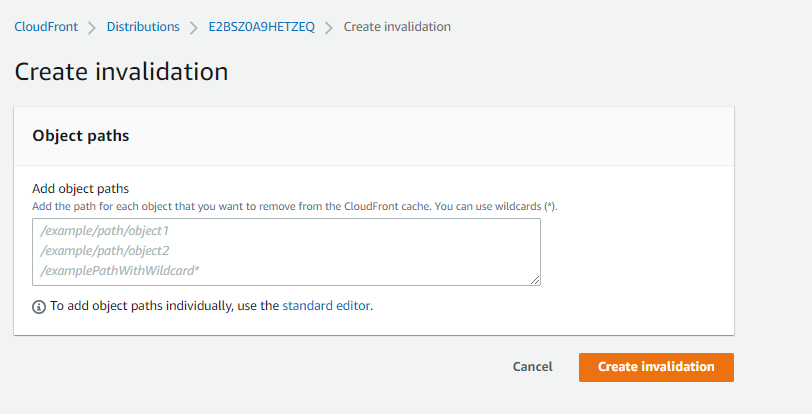 CloudFront > Distributions > E2BSZ0A9HETZEQ > Create invalidation
Create invalidation
Object paths
Add object paths
Add the path for each object that you want to remove from the CloudFront cache. You can use wildcards (*).
/example/path/object1
/example/path/object2
/examplePathWithWildcard*
To add object paths individually, use the standard editor.
Cancel Create invalidation